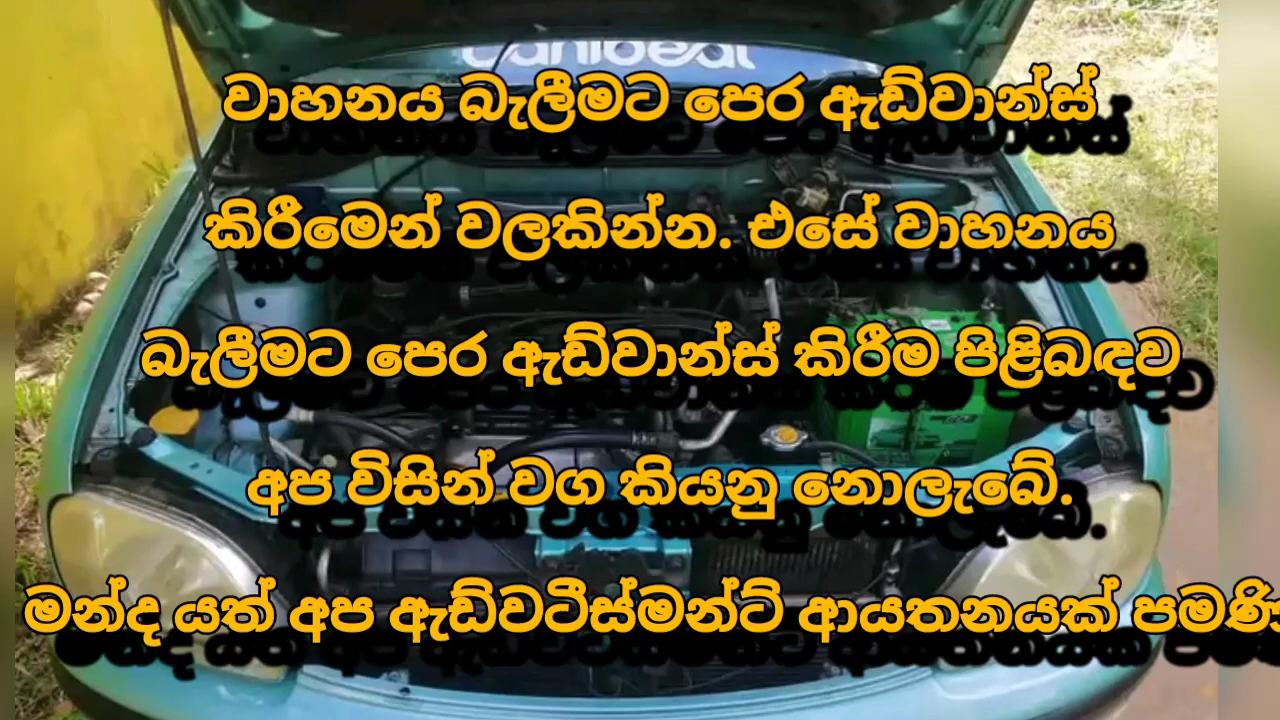 වාහනය බැලීමට පෙර ඇඩ්වාන්ස්
කිරීමෙන් වලකින්න. එසේ වාහනය
බැලීමට පෙර ඇඩ්වාන්ස් කිරීම පිළිබඳව
අප විසින් වග කියනු නොලැබේ.
මන්ද යත් අප ඇඩ්වටීස්මන්ට් ආයතනයක් පමණි